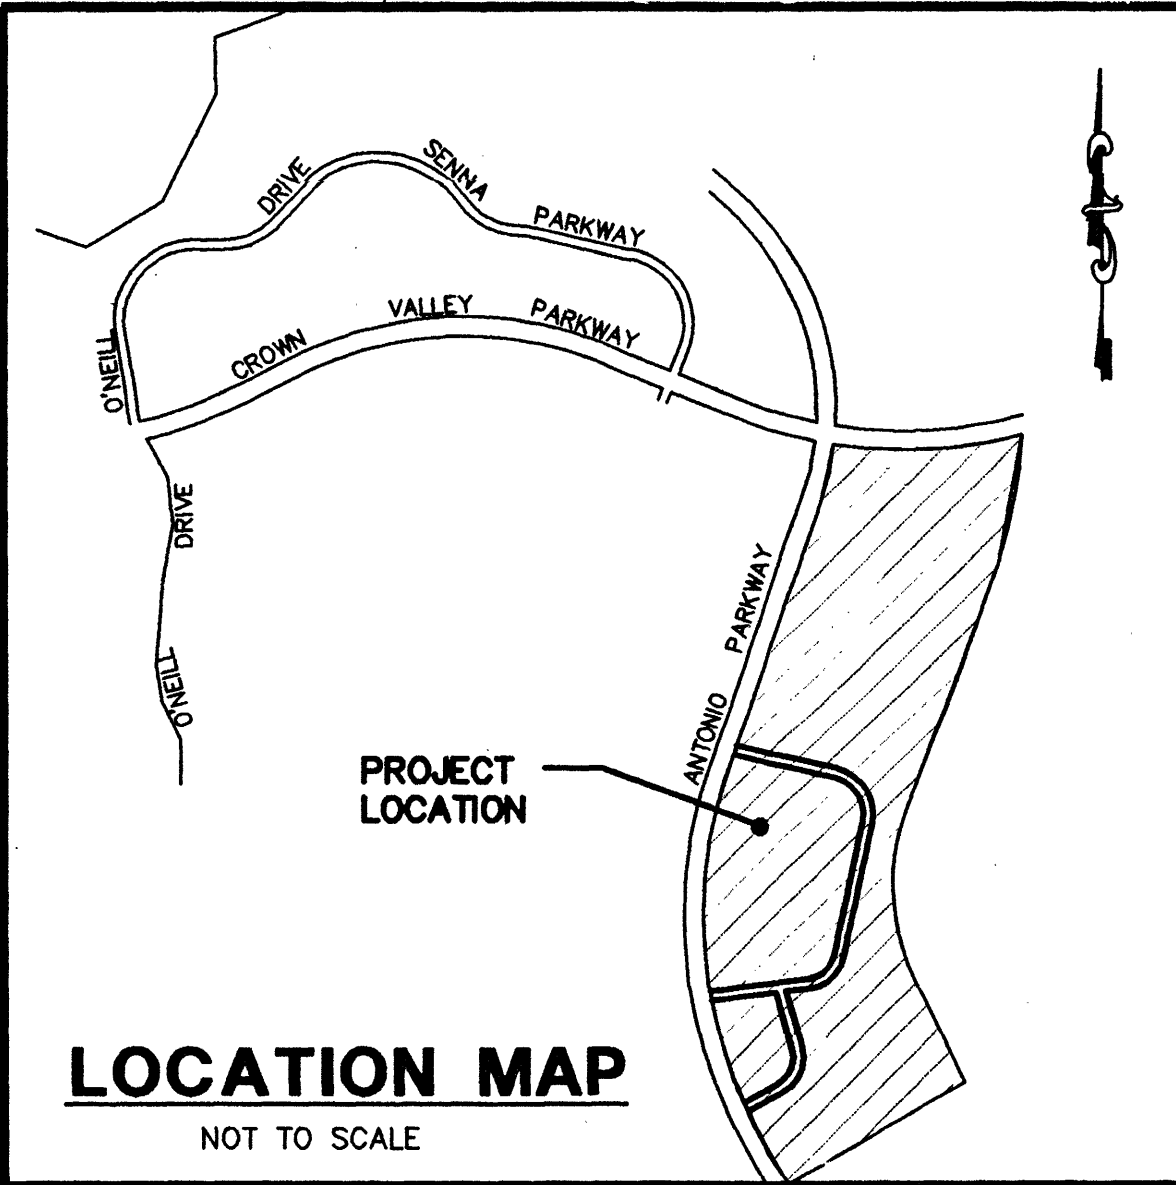 SENNA
DRIVE
PARKWAY
VALLEY
PARKWAY
CROWN
O'NEILL
DRIVE
PARKWAY
O'NEILL
ANTONIO
PROJECT
LOCATION
LOCATION MAP
NOT TO SCALE